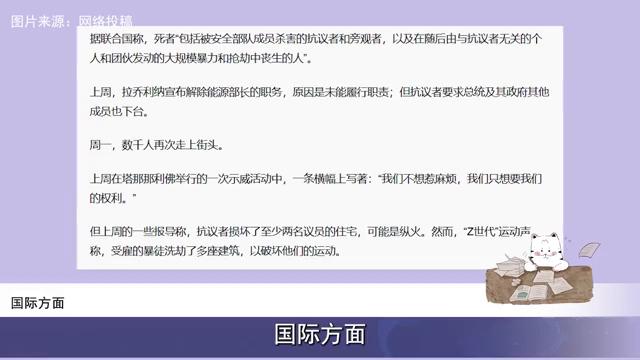 图片来源：网络投稿
据联合国称，死者“包括被安全部队成员杀害的抗议者和旁观者，以及在随后由与抗议者无关的个
人和团伙发动的大规模暴力和抢劫中丧生的人”。
上周，拉乔利纳宣布解除能源部长的职务，原因是未能履行职责；但抗议者要求总统及其政府其他
成员也下台。
周一，数千人再次走上街头。
上周在塔那那利佛举行的一次示威活动中，一条横幅上写著：“我们不想惹麻烦，我们只想要我们
的权利。”
但上周的一些报导称，抗议者损坏了至少两名议员的住宅，可能是纵火。然而，“Z世代”运动声
称，受雇的暴徒洗劫了多座建筑，以破坏他们的运动。
国际方面
国际方面